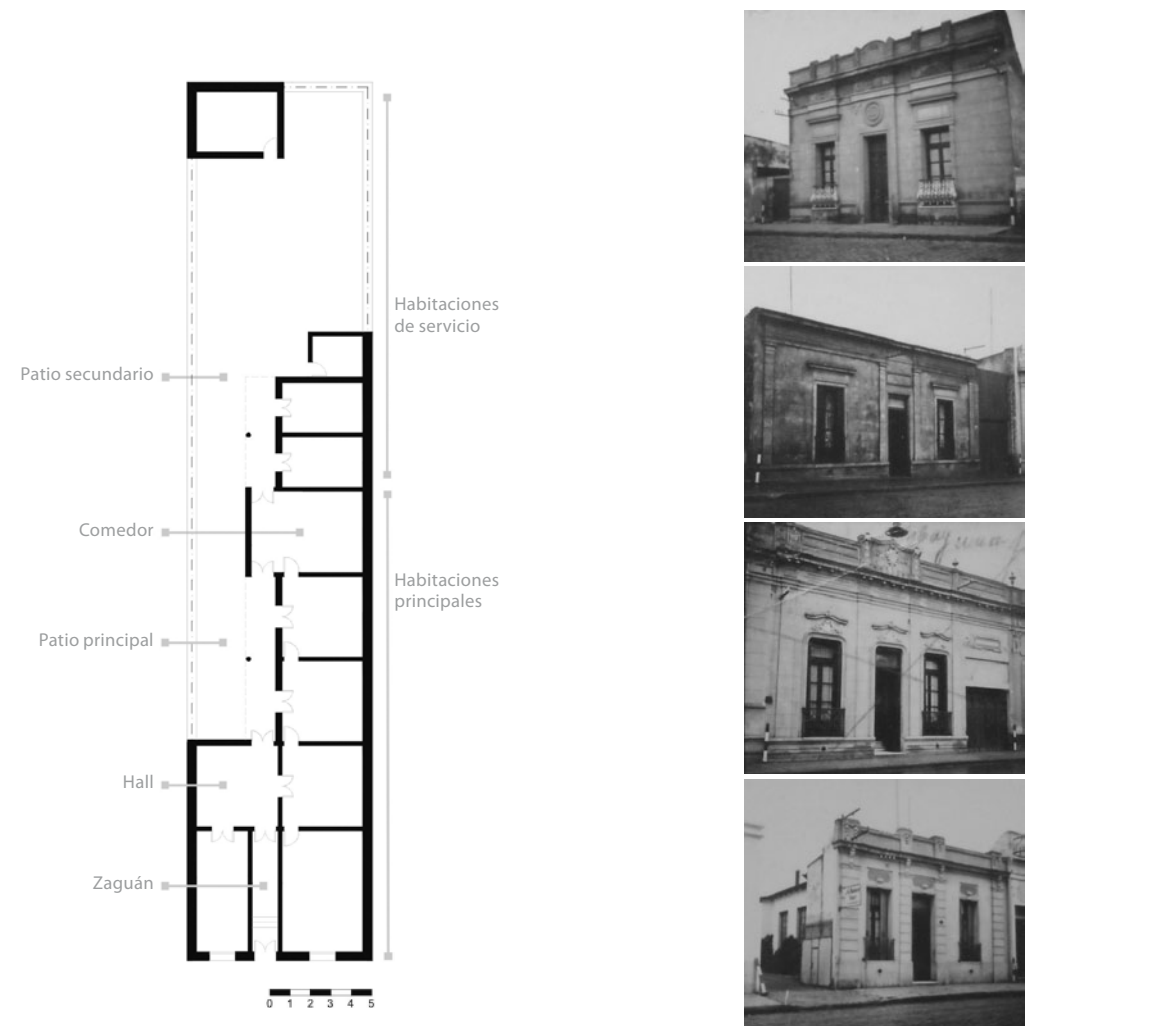 Habitaciones
de servicio
Patio secundario
Comedor
Habitaciones
principales
Patio principal
Hall
Zaguán
0 1 2 3 4 5